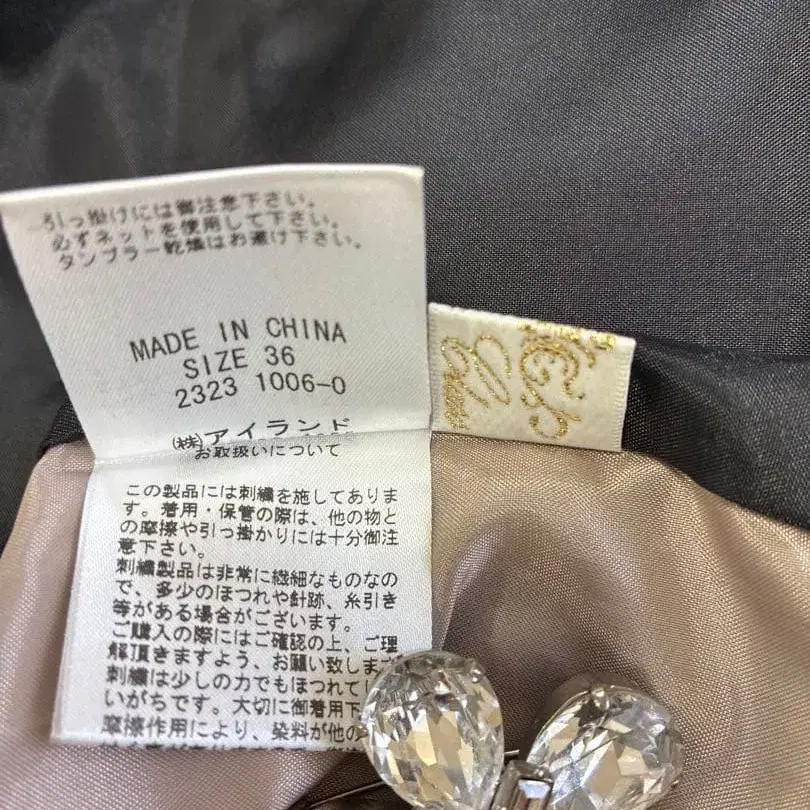 引っ掛けには御注意下さい。
必ずネットを使用して下さい。
タンブラー乾燥はお避け下さい。
MADE IN CHINA
SIZE 36
2323 1006-0
(株)アイランド
お取扱いについて
この製品には刺繍を施してありま
す。着用・保管の際は、他の物と
の摩擦や引っ掛かりには十分御注
意下さい。
刺繍製品は非常に繊細なものなの
で、多少のほつれや針跡、糸引き
等がある場合がございます。
ご購入の際にはご確認の上、ご理
解頂きますよう、お願い致しま
刺繍は少しの力でもほつれて
いがちです。大切に御着用下
摩擦作用により、染料が他の